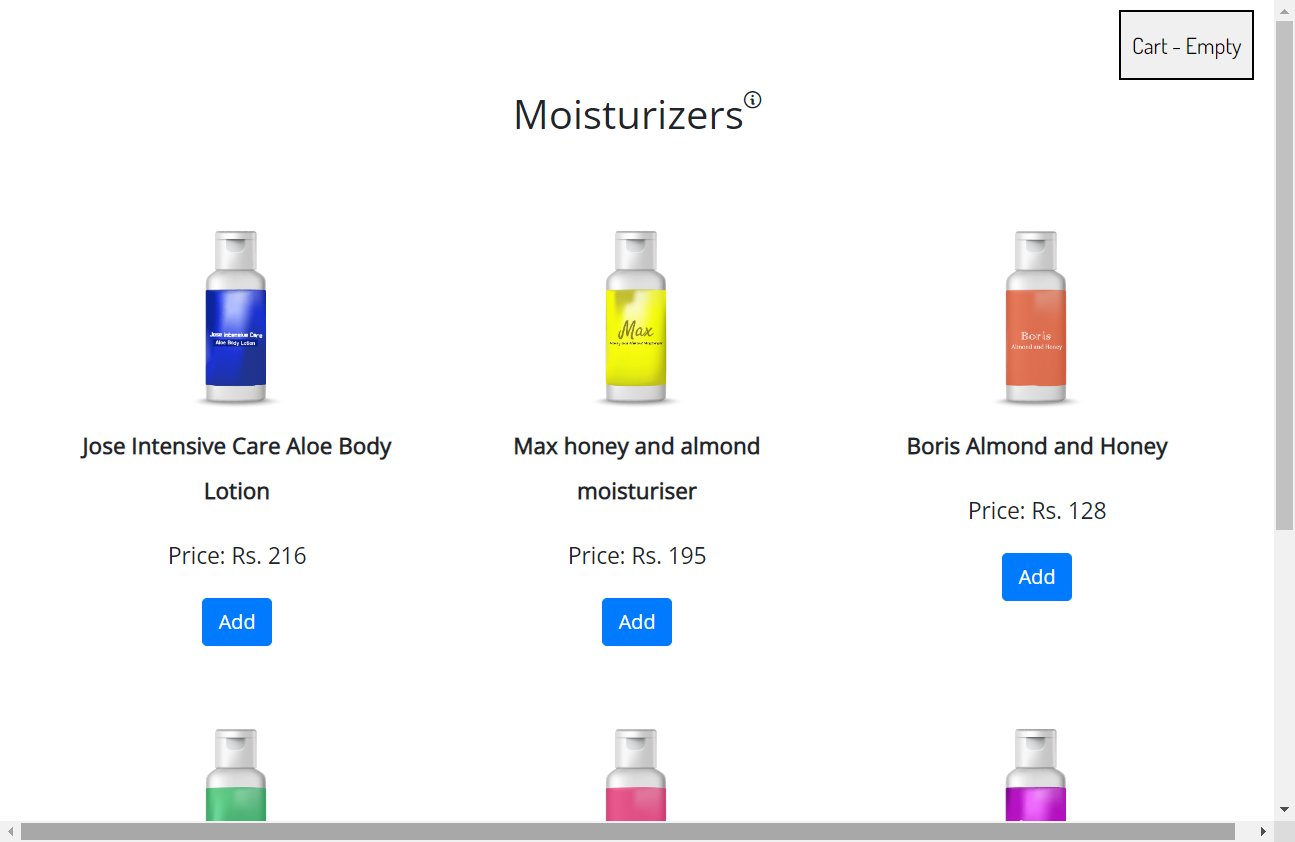 Cart - Empty
Moisturizers
Jose Intensive Care
Aloe Body Lotion
Max
Boris
Almond and Honey
Jose Intensive Care Aloe Body
Lotion
Max honey and almond
moisturiser
Boris Almond and Honey
Price: Rs. 216
Price: Rs. 195
Price: Rs. 128
Add
Add
Add